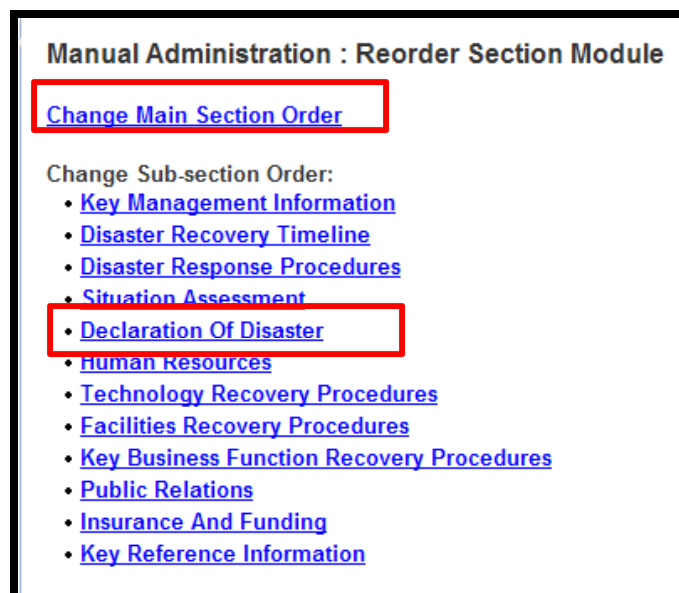 Manual Administration : Reorder Section Module
Change Main Section Order
Change Sub-section Order:
• Key Management Information
• Disaster Recovery Timeline
• Disaster Response Procedures
• Situation Assessment
• Declaration Of Disaster
• Human Resources
• Technology Recovery Procedures
• Facilities Recovery Procedures
• Key Business Function Recovery Procedures
• Public Relations
• Insurance And Funding
• Key Reference Information